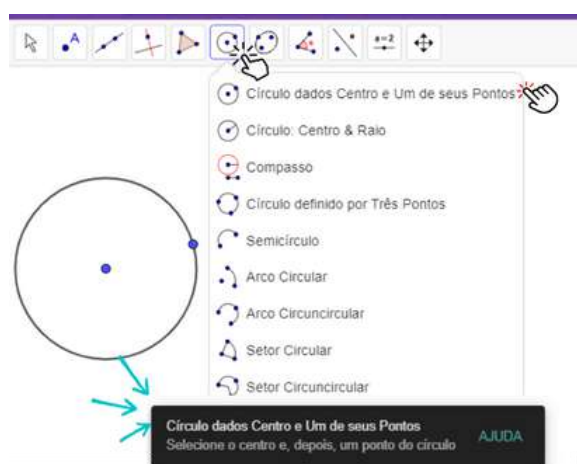 A
a=2
Círculo dados Centro e Um de seus Pontos
Círculo: Centro & Raio
Compasso
Círculo definido por Três Pontos
Semicírculo
Arco Circular
Arco Circuncircular
Setor Circular
Setor Circuncircular
Círculo dados Centro e Um de seus Pontos
Selecione o centro e, depois, um ponto do círculo
AJUDA